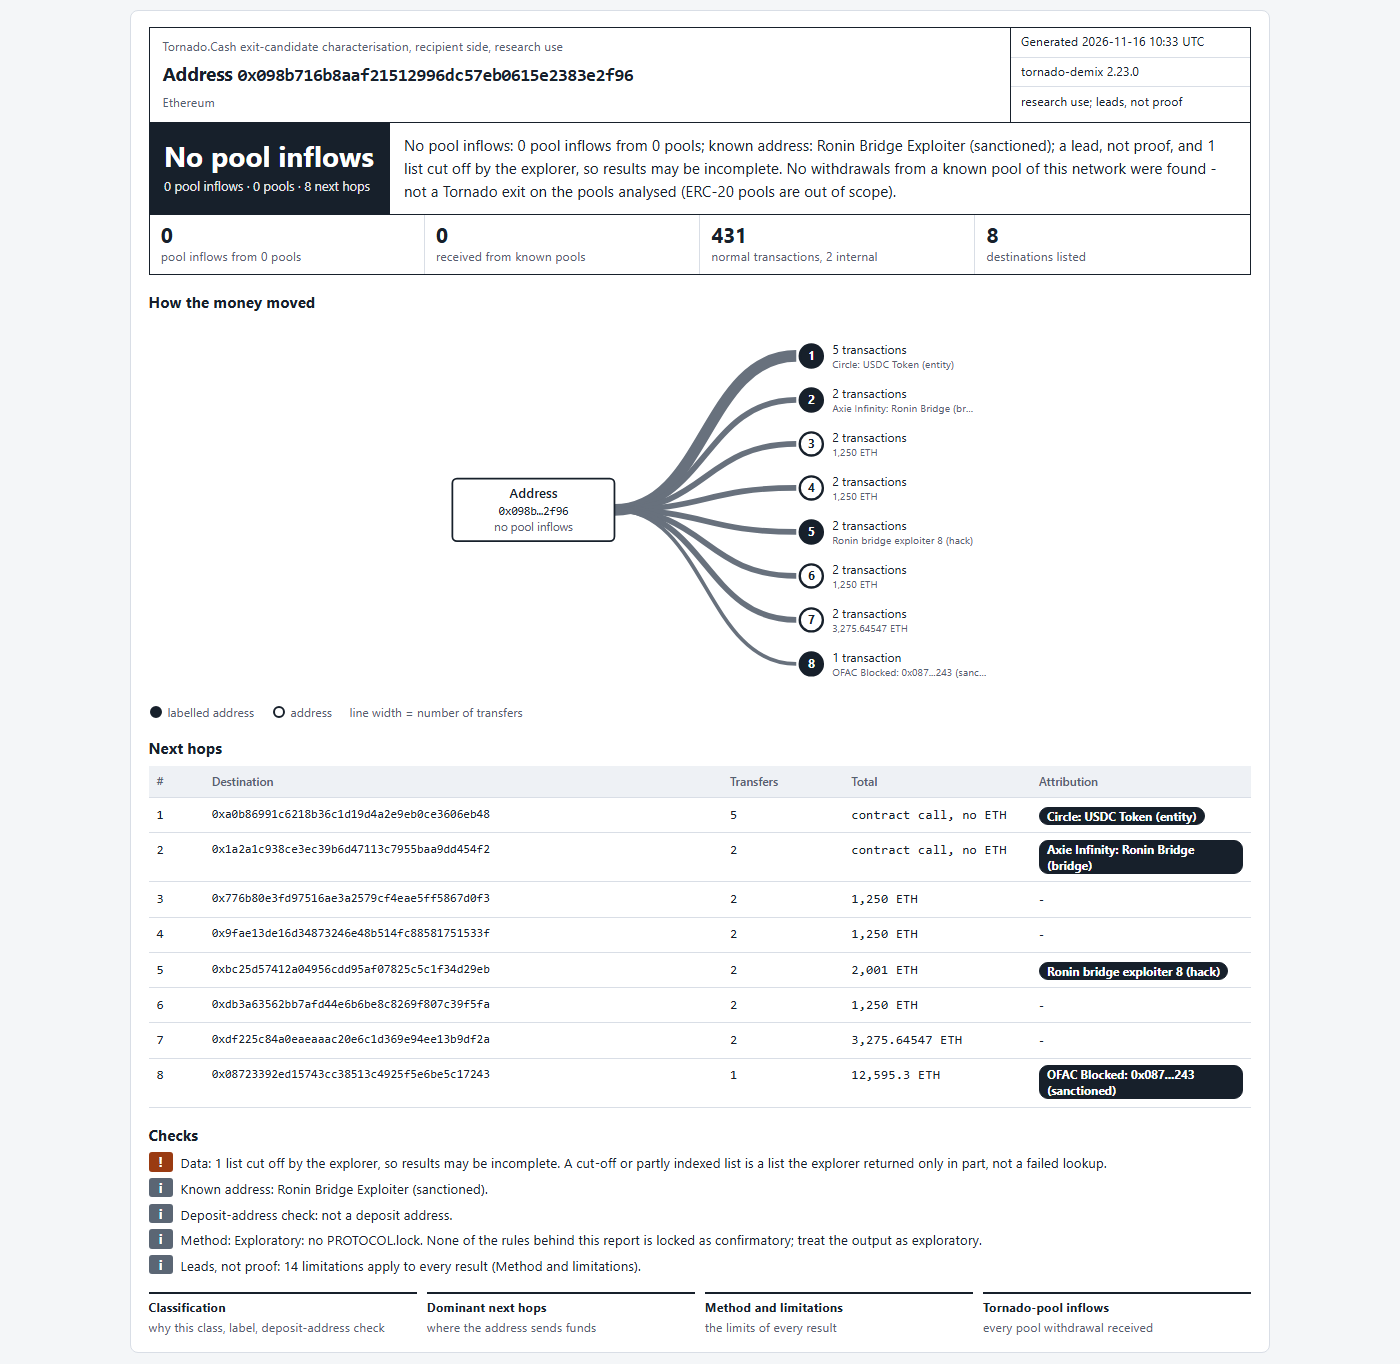 Tornado.Cash exit-candidate characterisation, recipient side, research use
Address 0x098b716b8aaf21512996dc57eb0615e2383e2f96
Ethereum
Generated 2026-11-16 10:33 UTC
tornado-demix 2.23.0
research use; leads, not proof
No pool inflows
0 pool inflows · 0 pools · 8 next hops
No pool inflows: 0 pool inflows from 0 pools; known address: Ronin Bridge Exploiter (sanctioned); a lead, not proof, and 1
list cut off by the explorer, so results may be incomplete. No withdrawals from a known pool of this network were found -
not a Tornado exit on the pools analysed (ERC-20 pools are out of scope).
0
pool inflows from 0 pools
0
received from known pools
431
normal transactions, 2 internal
8
destinations listed
How the money moved
Address
0x098b…2f96
no pool inflows
1 5 transactions
Circle: USDC Token (entity)
2 2 transactions
Axie Infinity: Ronin Bridge (br…
3 2 transactions
1,250 ETH
4 2 transactions
1,250 ETH
5 2 transactions
Ronin bridge exploiter 8 (hack)
6 2 transactions
1,250 ETH
7 2 transactions
3,275.64547 ETH
8 1 transaction
OFAC Blocked: 0x087…243 (sanc…
labelled address address line width = number of transfers
Next hops
# Destination Transfers Total Attribution
1 0xa0b86991c6218b36c1d19d4a2e9eb0ce3606eb48 5 contract call, no ETH Circle: USDC Token (entity)
2 0x1a2a1c938ce3ec39b6d47113c7955baa9dd454f2 2 contract call, no ETH Axie Infinity: Ronin Bridge
(bridge)
3 0x776b80e3fd97516ae3a2579cf4eae5ff5867d0f3 2 1,250 ETH -
4 0x9fae13de16d34873246e48b514fc88581751533f 2 1,250 ETH -
5 0xbc25d57412a04956cdd95af07825c5c1f34d29eb 2 2,001 ETH Ronin bridge exploiter 8 (hack)
6 0xdb3a63562bb7afd44e6b6be8c8269f807c39f5fa 2 1,250 ETH -
7 0xdf225c84a0eaeaaac20e6c1d369e94ee13b9df2a 2 3,275.64547 ETH -
8 0x08723392ed15743cc38513c4925f5e6be5c17243 1 12,595.3 ETH OFAC Blocked: 0x087…243
(sanctioned)
Checks
! Data: 1 list cut off by the explorer, so results may be incomplete. A cut-off or partly indexed list is a list the explorer returned only in part, not a failed lookup.
i Known address: Ronin Bridge Exploiter (sanctioned).
i Deposit-address check: not a deposit address.
i Method: Exploratory: no PROTOCOL.lock. None of the rules behind this report is locked as confirmatory; treat the output as exploratory.
i Leads, not proof: 14 limitations apply to every result (Method and limitations).
Classification
why this class, label, deposit-address check
Dominant next hops
where the address sends funds
Method and limitations
the limits of every result
Tornado-pool inflows
every pool withdrawal received